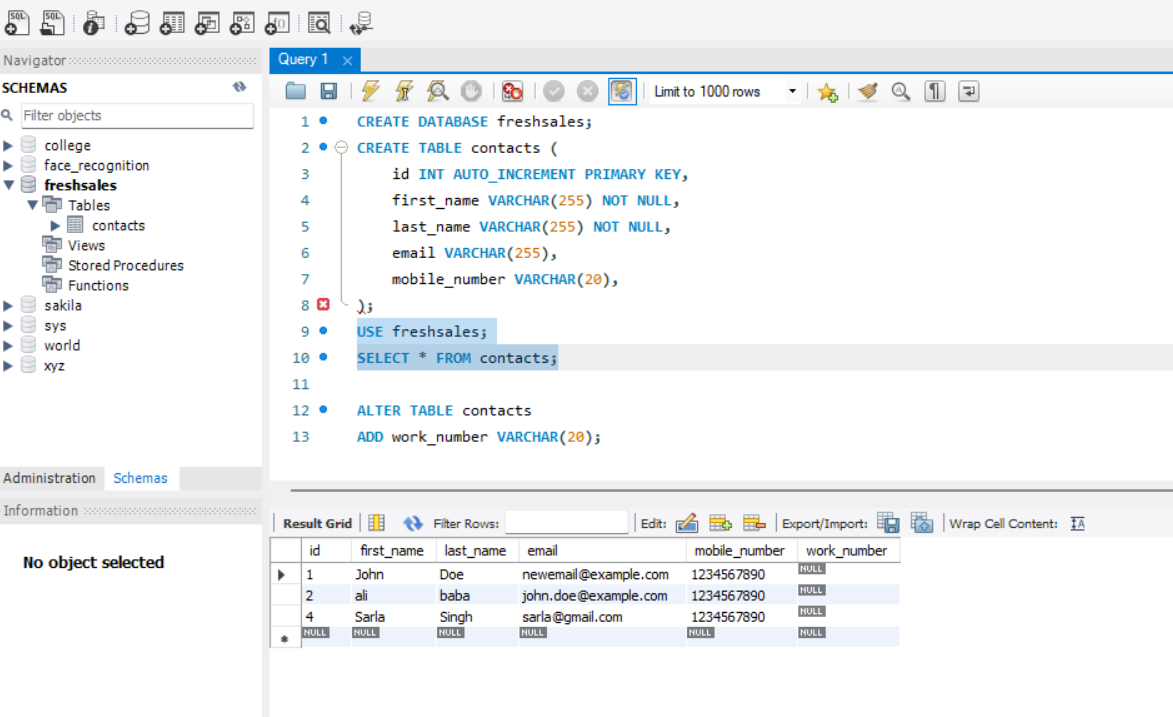 Navigator
Query 1
SCHEMAS
Limit to 1000 rows
Filter objects
college
face_recognition
freshsales
Tables
contacts
Views
Stored Procedures
Functions
sakila
sys
world
xyz
1 CREATE DATABASE freshsales;
2 CREATE TABLE contacts (
3 id INT AUTO_INCREMENT PRIMARY KEY,
4 first_name VARCHAR(255) NOT NULL,
5 last_name VARCHAR(255) NOT NULL,
6 email VARCHAR(255),
7 mobile_number VARCHAR(20),
8 );
9 USE freshsales;
10 SELECT * FROM contacts;
11
12 ALTER TABLE contacts
13 ADD work_number VARCHAR(20);
Administration Schemas
Information
No object selected
Result Grid Filter Rows: Edit: Export/Import: Wrap Cell Content: IA
id first_name last_name email mobile_number work_number
1 John Doe newemail@example.com 1234567890 NULL
2 ali baba john.doe@example.com 1234567890 NULL
4 Sarla Singh sarla@gmail.com 1234567890 NULL
NULL NULL NULL NULL NULL NULL